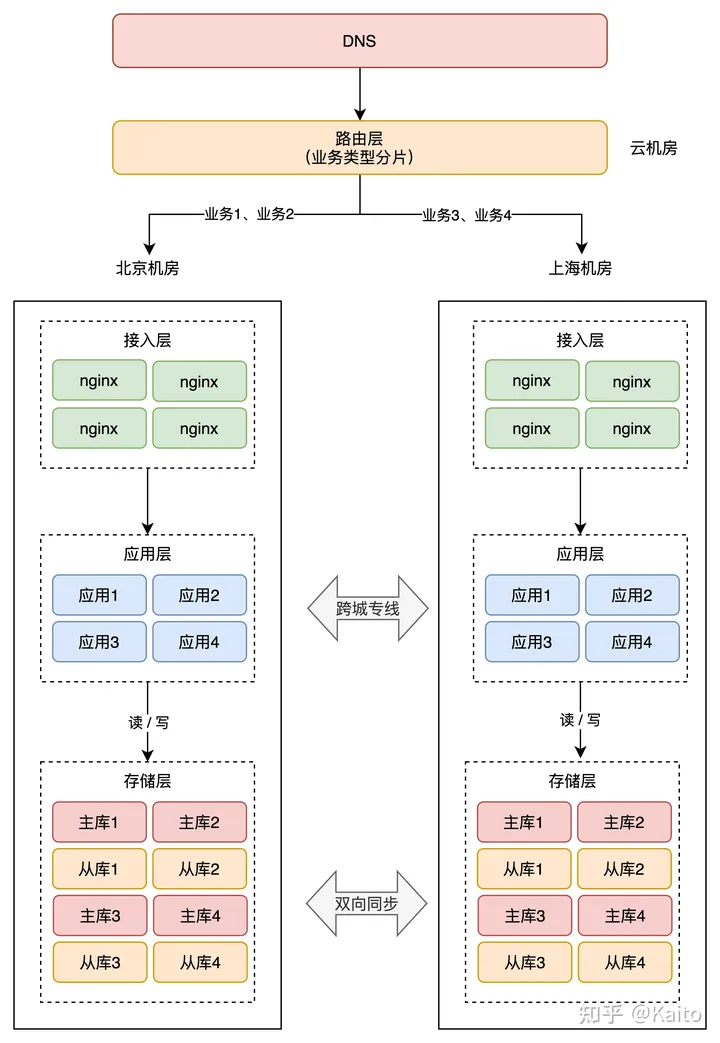 DNS
路由层
(业务类型分片)
云机房
业务1、业务2
业务3、业务4
北京机房
上海机房
接入层
nginx
nginx
nginx
nginx
接入层
nginx
nginx
nginx
nginx
应用层
应用1
应用2
应用3
应用4
跨城专线
应用层
应用1
应用2
应用3
应用4
读 / 写
读 / 写
存储层
主库1
主库2
从库1
从库2
主库3
主库4
从库3
从库4
双向同步
存储层
主库1
主库2
从库1
从库2
主库3
主库4
从库3
从库4
知乎 @Kaito